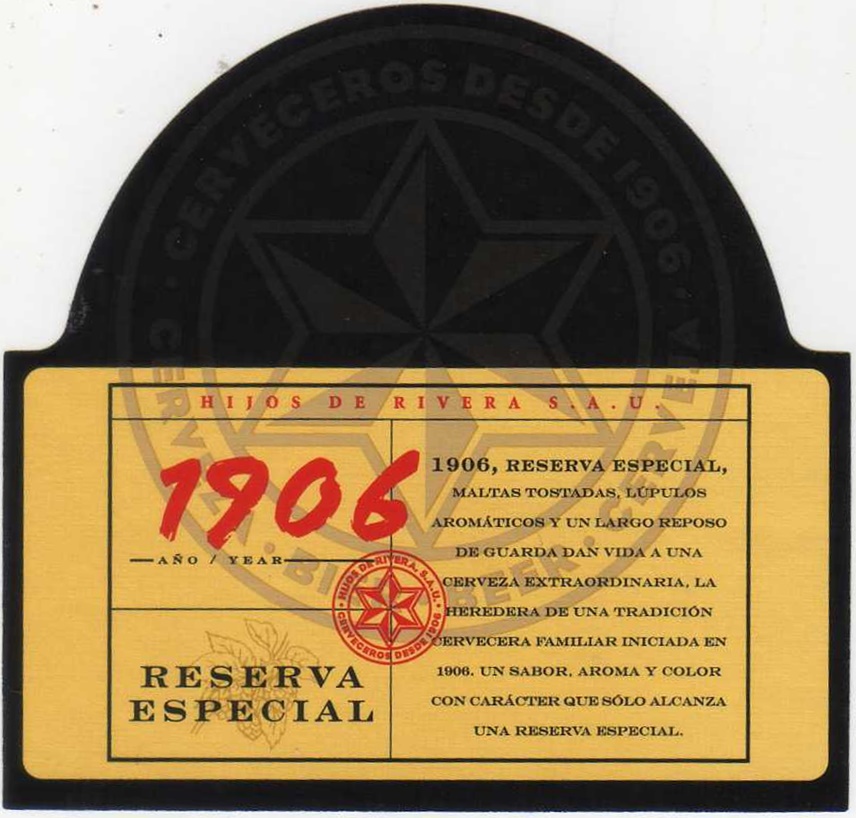 CERVECEROS DESDE 1906
HIJOS DE RIVERA S.A.U.
1906
AÑO / YEAR
RESERVA
ESPECIAL
HIJOS DE RIVERA, S.A.U.
CERVECEROS DESDE 1906
1906, RESERVA ESPECIAL,
MALTAS TOSTADAS, LÚPULOS
AROMÁTICOS Y UN LARGO REPOSO
DE GUARDA DAN VIDA A UNA
CERVEZA EXTRAORDINARIA, LA
HEREDERA DE UNA TRADICIÓN
CERVECERA FAMILIAR INICIADA EN
1906. UN SABOR, AROMA Y COLOR
CON CARÁCTER QUE SÓLO ALCANZA
UNA RESERVA ESPECIAL.
CERVEZA
BEER